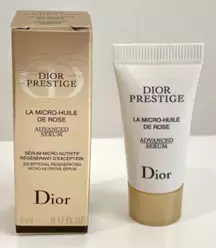 DIOR
PRESTIGE
LA MICRO-HUILE
DE ROSE
ADVANCED
SERUM
SÉRUM MICRO-NUTRITIF
RÉGÉNÉRANT D'EXCEPTION
EXCEPTIONAL REGENERATING
MICRO-NUTRITIVE SERUM
Dior
5 ml 0.17 FL.OZ.
DIOR
PRESTIGE
LA MICRO-HUILE
DE ROSE
ADVANCED
SERUM
Dior